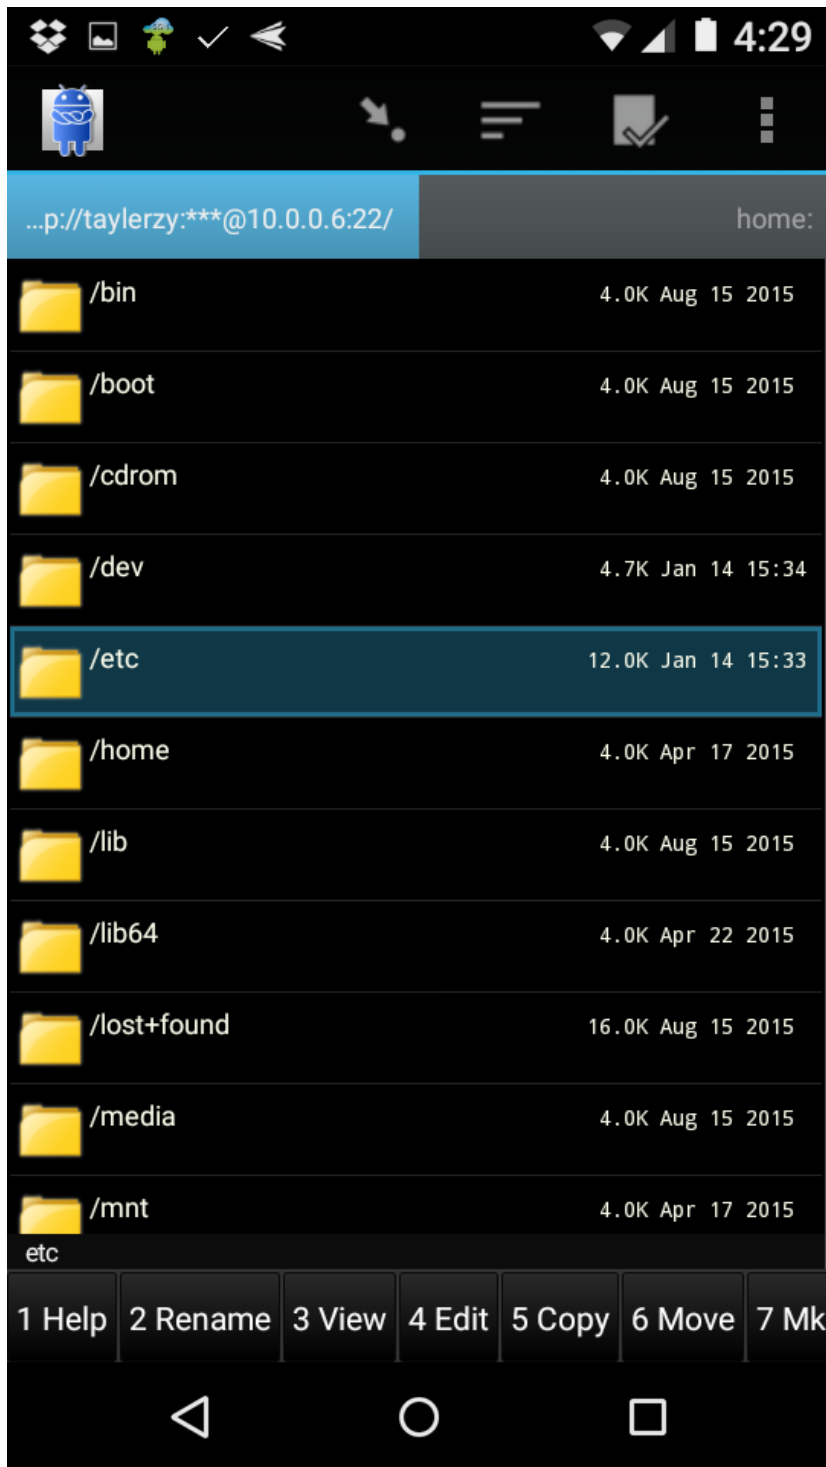 4:29
...p://taylerzy:***@10.0.0.6:22/ home:
/bin 4.0K Aug 15 2015
/boot 4.0K Aug 15 2015
/cdrom 4.0K Aug 15 2015
/dev 4.7K Jan 14 15:34
/etc 12.0K Jan 14 15:33
/home 4.0K Apr 17 2015
/lib 4.0K Aug 15 2015
/lib64 4.0K Apr 22 2015
/lost+found 16.0K Aug 15 2015
/media 4.0K Aug 15 2015
/mnt 4.0K Apr 17 2015
etc
1 Help 2 Rename 3 View 4 Edit 5 Copy 6 Move 7 Mk